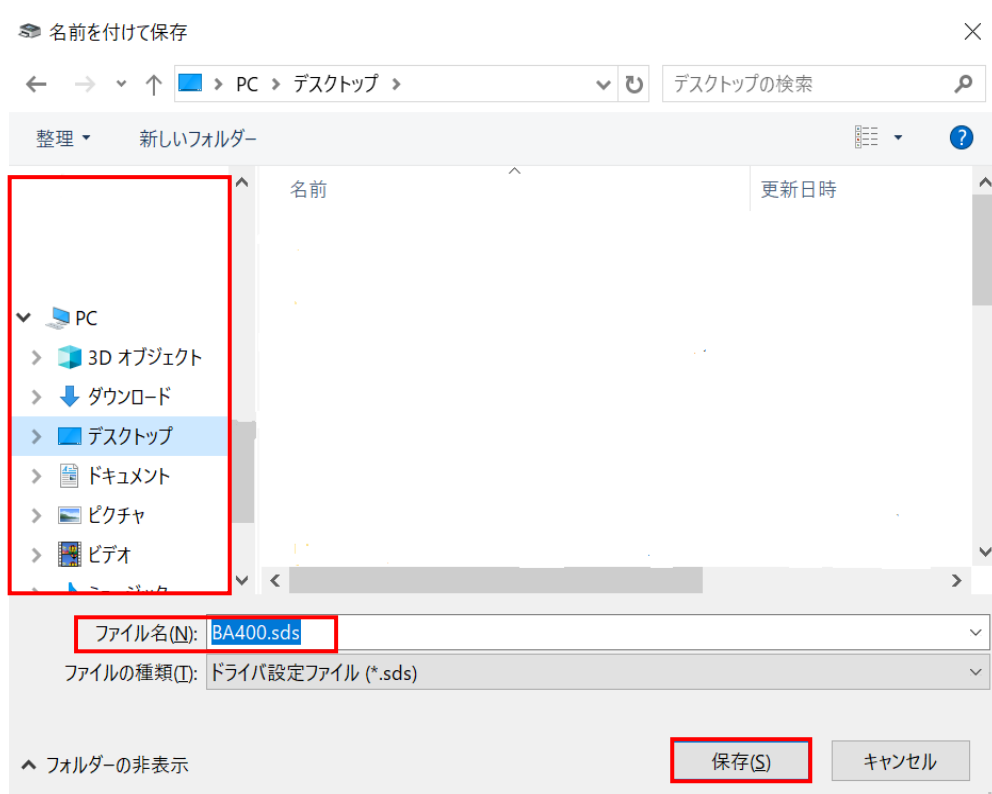 名前を付けて保存
PC デスクトップ
デスクトップの検索
整理 新しいフォルダー
?
名前 更新日時
PC
3D オブジェクト
ダウンロード
デスクトップ
ドキュメント
ピクチャ
ビデオ
ミュージック
ファイル名(N): BA400.sds
ファイルの種類(T): ドライバ設定ファイル (*.sds)
フォルダーの非表示
保存(S) キャンセル